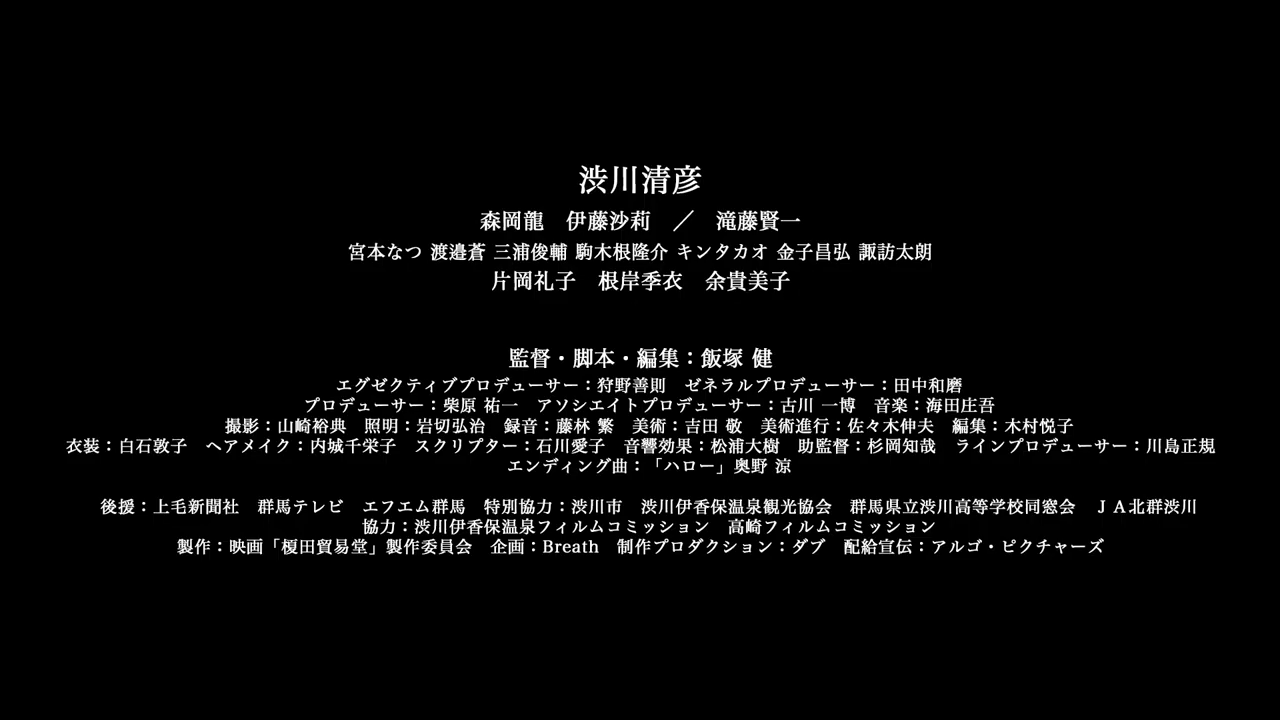 渋川清彦
森岡龍　伊藤沙莉　／　滝藤賢一
宮本なつ 渡邉蒼 三浦俊輔 駒木根隆介 キンタカオ 金子昌弘 諏訪太朗
片岡礼子　根岸季衣　余貴美子
監督・脚本・編集：飯塚 健
エグゼクティブプロデューサー：狩野善則　ゼネラルプロデューサー：田中和磨
プロデューサー：柴原 祐一　アソシエイトプロデューサー：古川 一博　音楽：海田庄吾
撮影：山崎裕典　照明：岩切弘治　録音：藤林 繁　美術：吉田 敬　美術進行：佐々木伸夫　編集：木村悦子
衣装：白石敦子　ヘアメイク：内城千栄子　スクリプター：石川愛子　音響効果：松浦大樹　助監督：杉岡知哉　ラインプロデューサー：川島正規
エンディング曲：「ハロー」奥野 涼
後援：上毛新聞社　群馬テレビ　エフエム群馬　特別協力：渋川市　渋川伊香保温泉観光協会　群馬県立渋川高等学校同窓会　ＪＡ北群渋川
協力：渋川伊香保温泉フィルムコミッション　高崎フィルムコミッション
製作：映画「榎田貿易堂」製作委員会　企画：Breath　制作プロダクション：ダブ　配給宣伝：アルゴ・ピクチャーズ